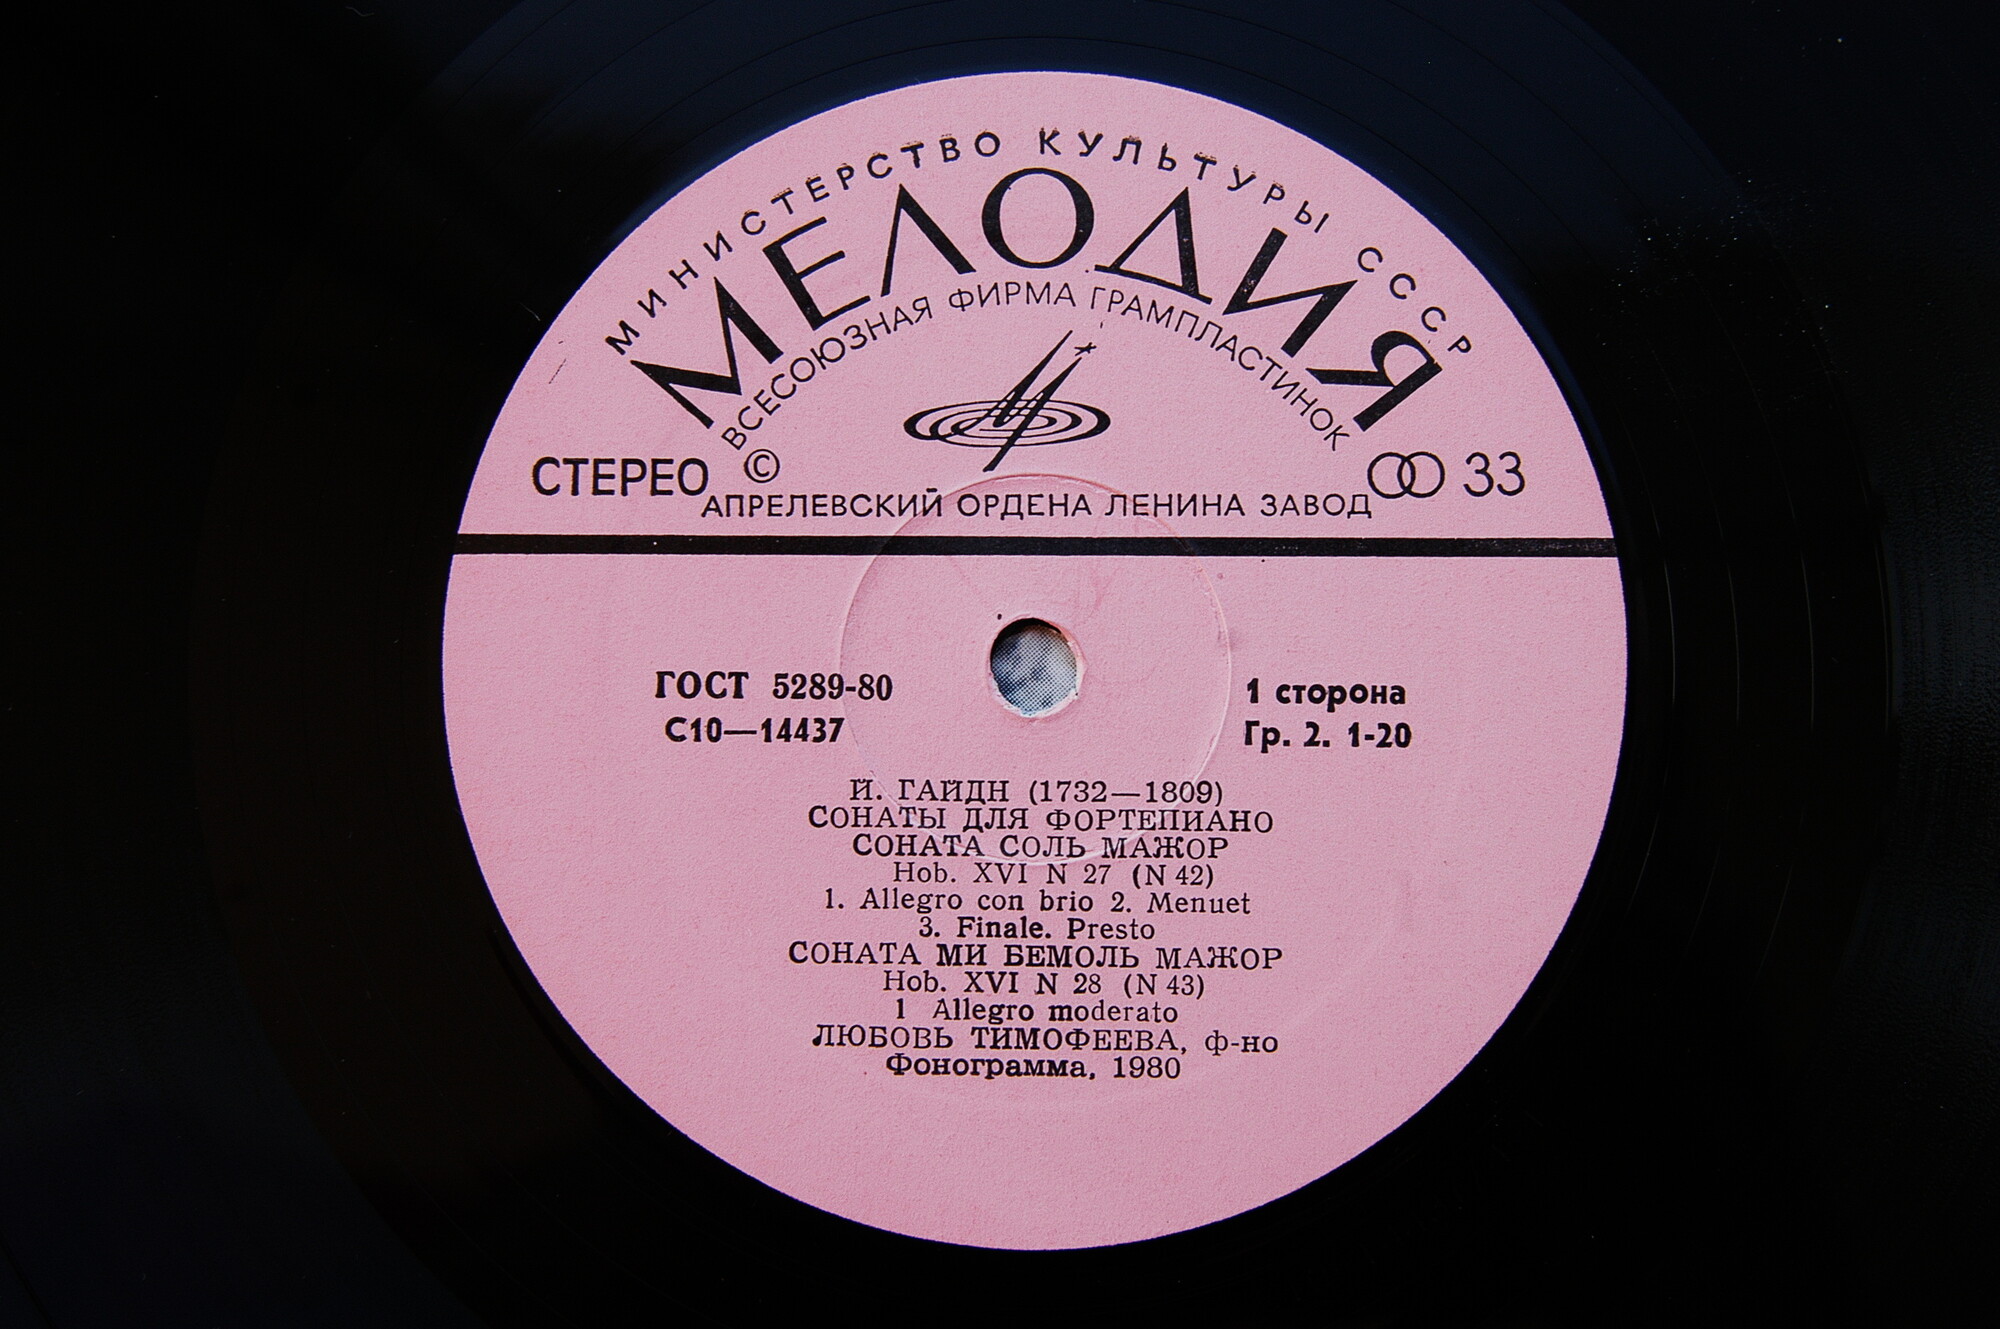 МИНИСТЕРСТВО КУЛЬТУРЫ СССР
МЕЛОДИЯ
ВСЕСОЮЗНАЯ ФИРМА ГРАМПЛАСТИНОК
СТЕРЕО © 33
АПРЕЛЕВСКИЙ ОРДЕНА ЛЕНИНА ЗАВОД
ГОСТ 5289-80 1 сторона
С10—14437 Гр. 2. 1-20
Й. ГАЙДН (1732—1809)
СОНАТЫ ДЛЯ ФОРТЕПИАНО
СОНАТА СОЛЬ МАЖОР
Hob. XVI N 27 (N 42)
1. Allegro con brio 2. Menuet
3. Finale. Presto
СОНАТА МИ БЕМОЛЬ МАЖОР
Hob. XVI N 28 (N 43)
1 Allegro moderato
ЛЮБОВЬ ТИМОФЕЕВА, ф-но
Фонограмма, 1980